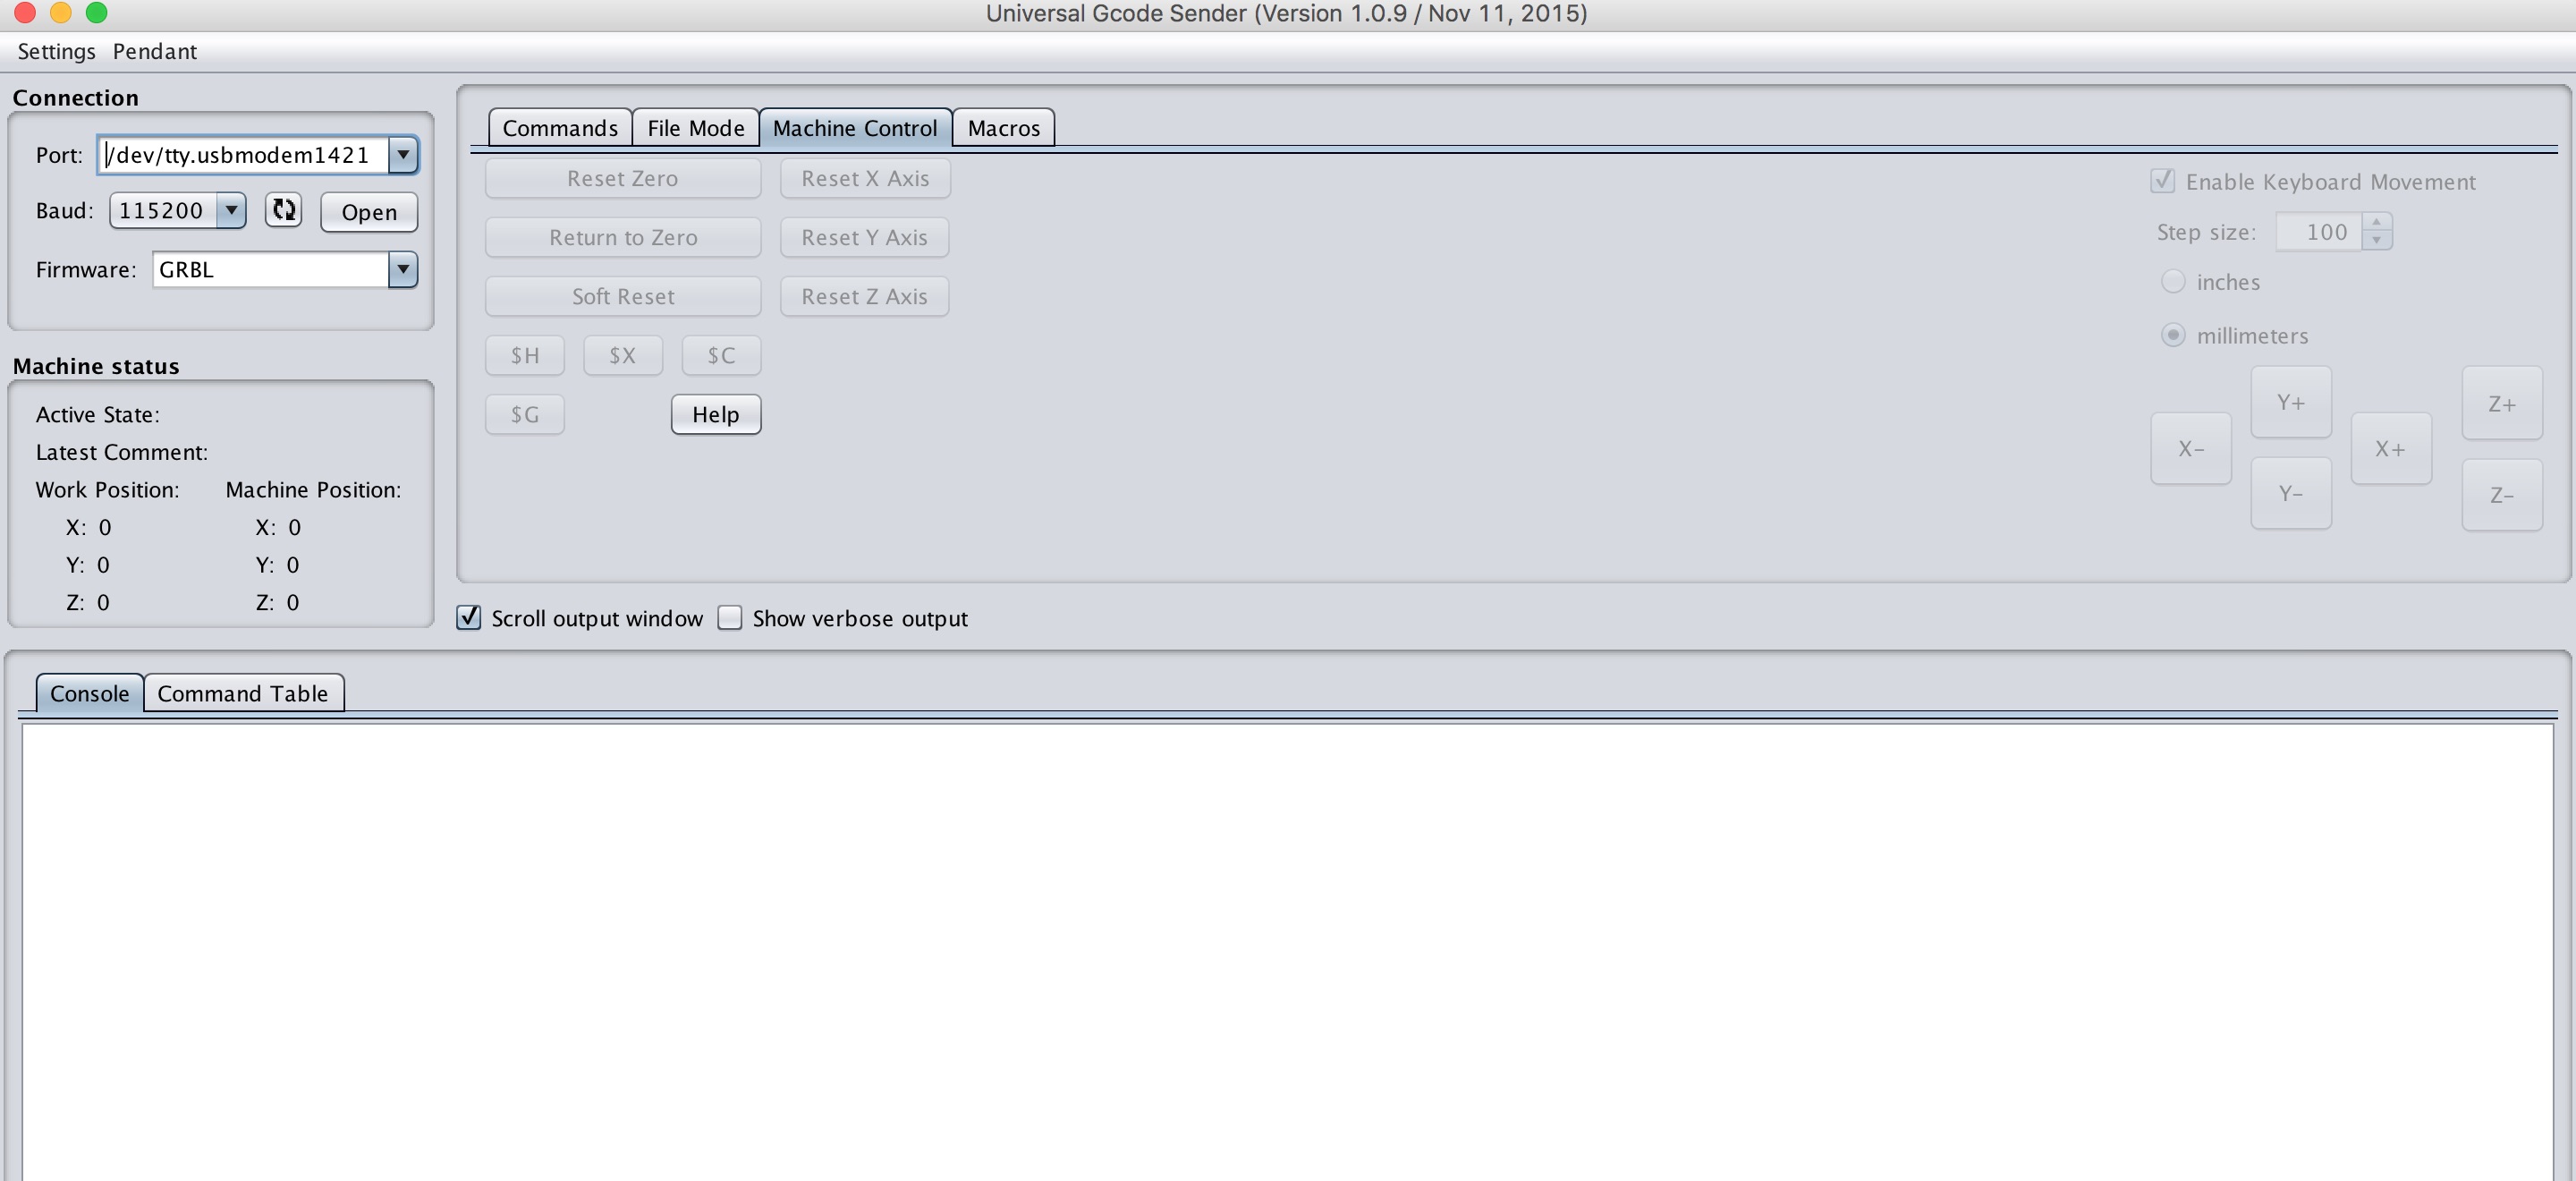 Universal Gcode Sender (Version 1.0.9 / Nov 11, 2015)
Settings Pendant
Connection
Port: /dev/tty.usbmodem1421
Baud: 115200 Open
Firmware: GRBL
Machine status
Active State:
Latest Comment:
Work Position: Machine Position:
X: 0 X: 0
Y: 0 Y: 0
Z: 0 Z: 0
Commands File Mode Machine Control Macros
Reset Zero Reset X Axis
Return to Zero Reset Y Axis
Soft Reset Reset Z Axis
$H $X $C
$G Help
Enable Keyboard Movement
Step size: 100
inches
millimeters
Y+ Z+
X- X+
Y- Z-
Scroll output window Show verbose output
Console Command Table